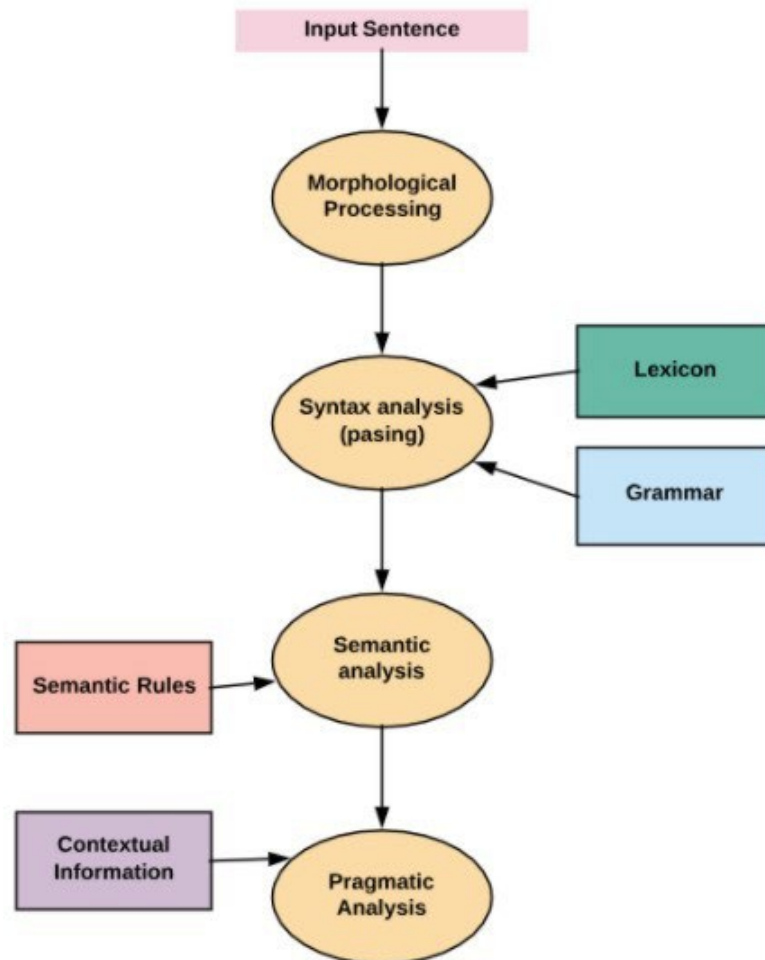 Input Sentence
Morphological
Processing
Lexicon
Syntax analysis
(pasing)
Grammar
Semantic
analysis
Semantic Rules
Contextual
Information
Pragmatic
Analysis